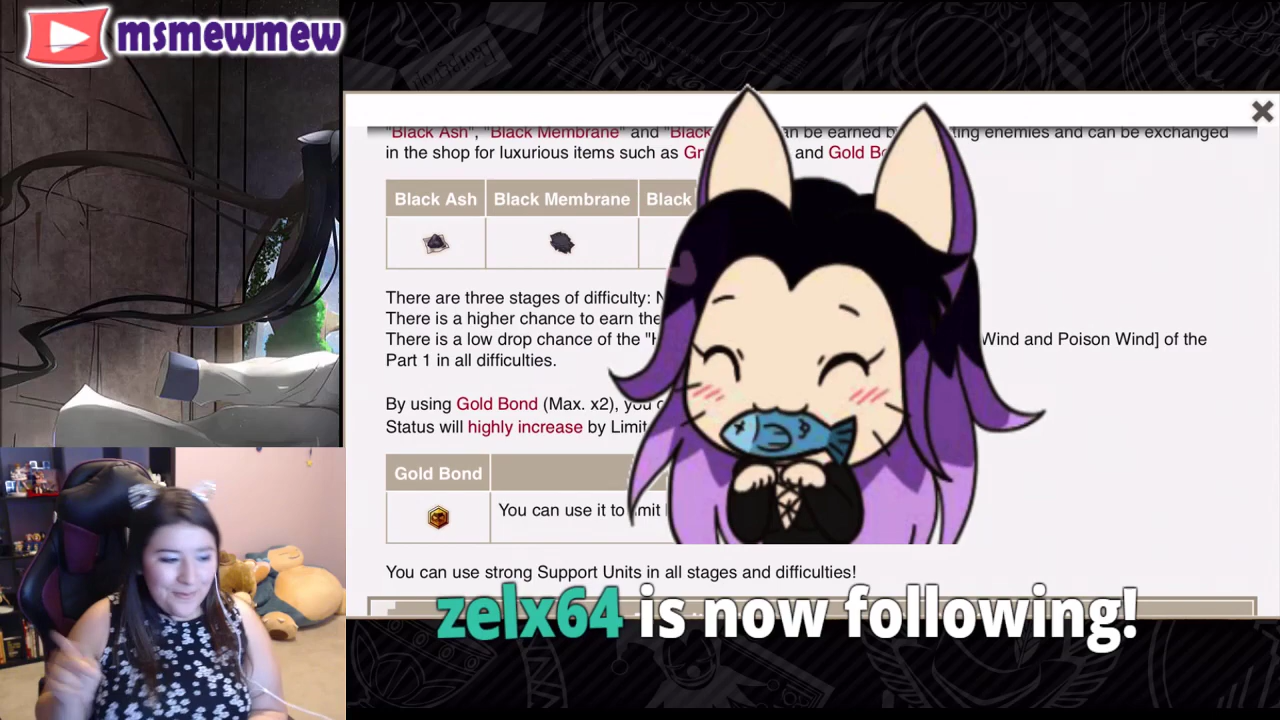 msmewmew
"Black Ash", "Black Membrane" and "Black an be earned b ting enemies and can be exchanged
in the shop for luxurious items such as Gr and Gold Bo
Black Ash Black Membrane Black
There are three stages of difficulty:
There is a higher chance to earn the
There is a low drop chance of the Wind and Poison Wind] of the
Part 1 in all difficulties.
By using Gold Bond (Max. x2), you
Status will highly increase by Limit
Gold Bond
You can use it to limit
You can use strong Support Units in all stages and difficulties!
zelx64 is now following!